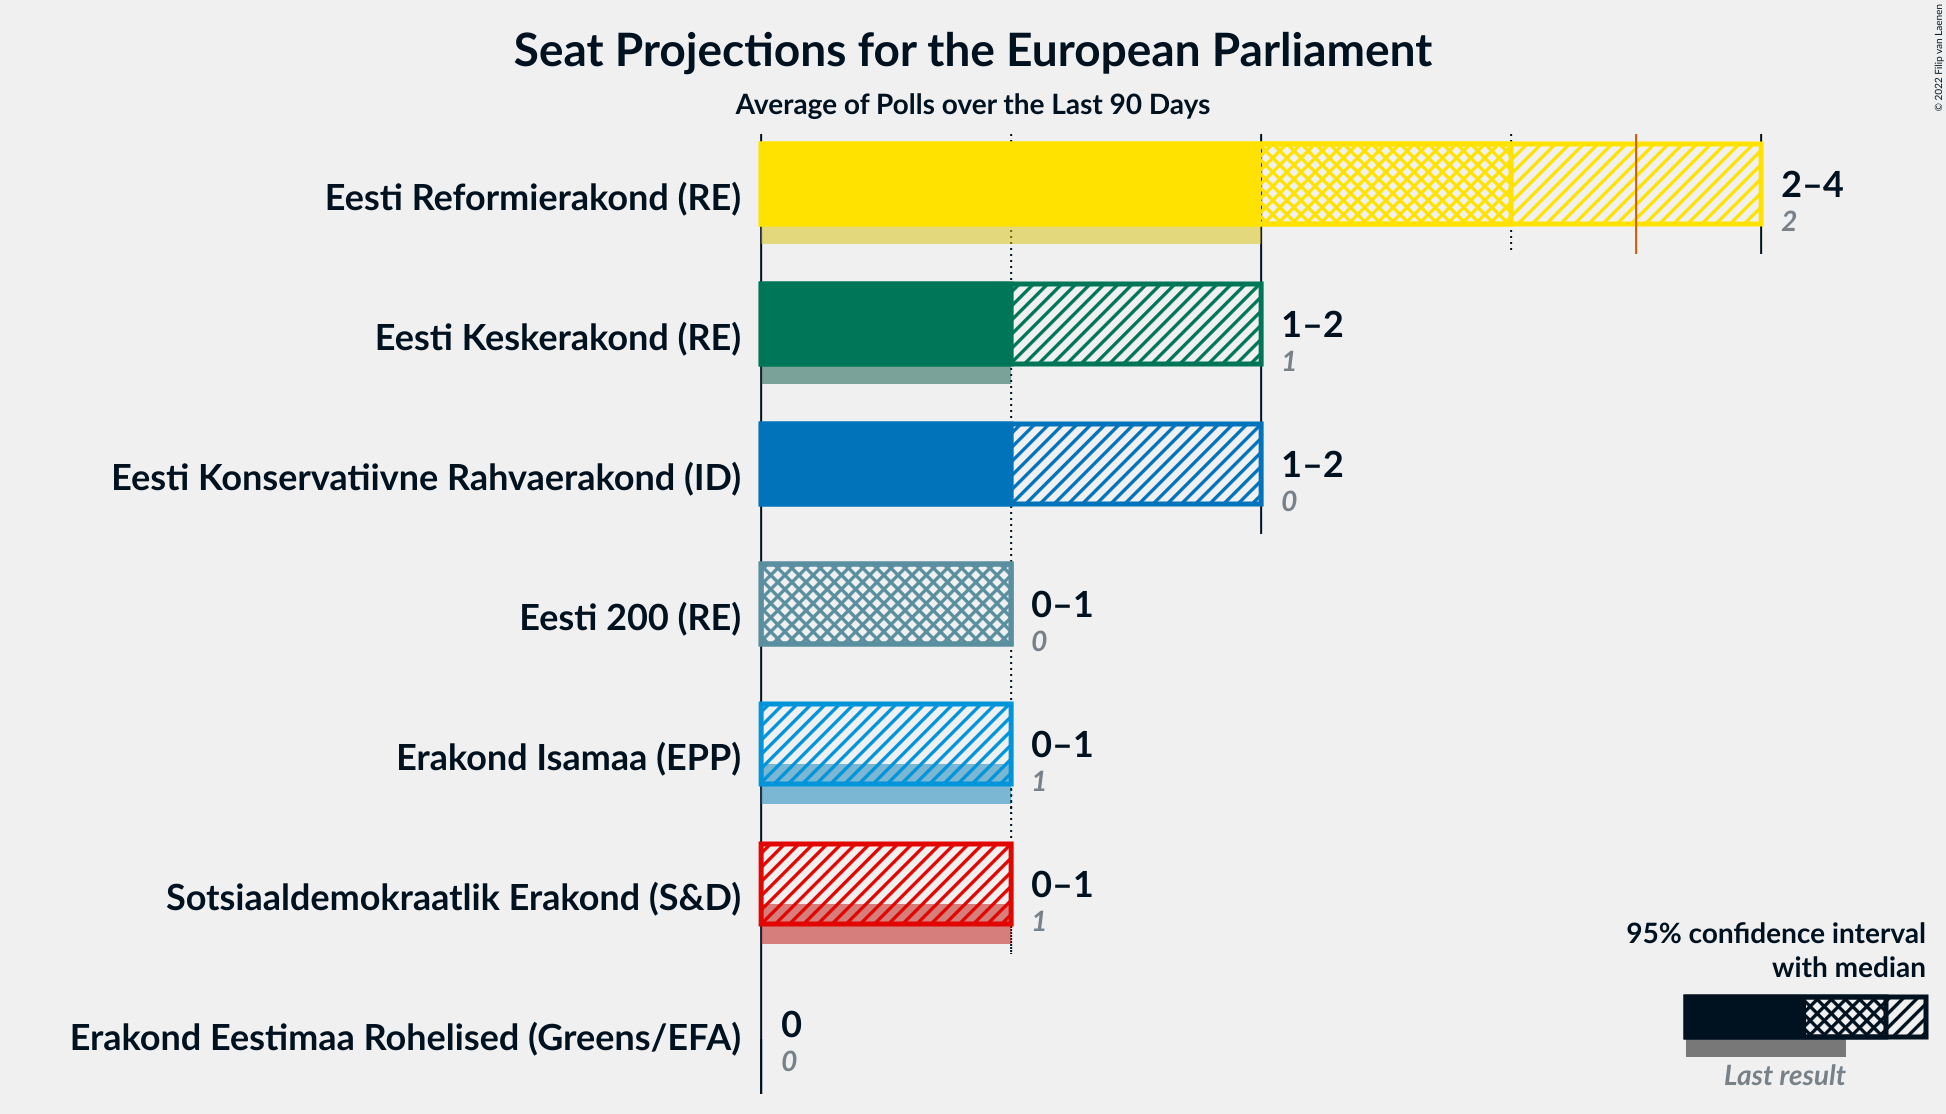 Seat Projections for the European Parliament
Average of Polls over the Last 90 Days
© 2022 Filip van Laenen
Eesti Reformierakond (RE)
2–4
2
Eesti Keskerakond (RE)
1–2
1
Eesti Konservatiivne Rahvaerakond (ID)
1–2
0
Eesti 200 (RE)
0–1
0
Erakond Isamaa (EPP)
0–1
1
Sotsiaaldemokraatlik Erakond (S&D)
0–1
1
Erakond Eestimaa Rohelised (Greens/EFA)
0
0
95% confidence interval
with median
Last result